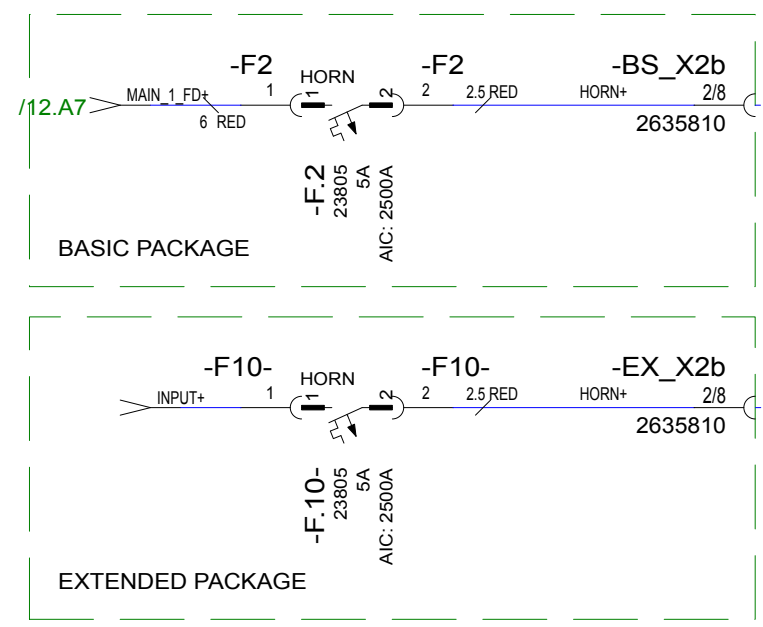 -F2 HORN -F2 -BS_X2b
/12.A7 MAIN_1_FD+ 1 1 2 2 2.5 RED HORN+ 2/8
6 RED 2635810
-F.2
23805
5A
AIC: 2500A
BASIC PACKAGE
-F10- HORN -F10- -EX_X2b
INPUT+ 1 1 2 2 2.5 RED HORN+ 2/8
2635810
-F.10-
23805
5A
AIC: 2500A
EXTENDED PACKAGE